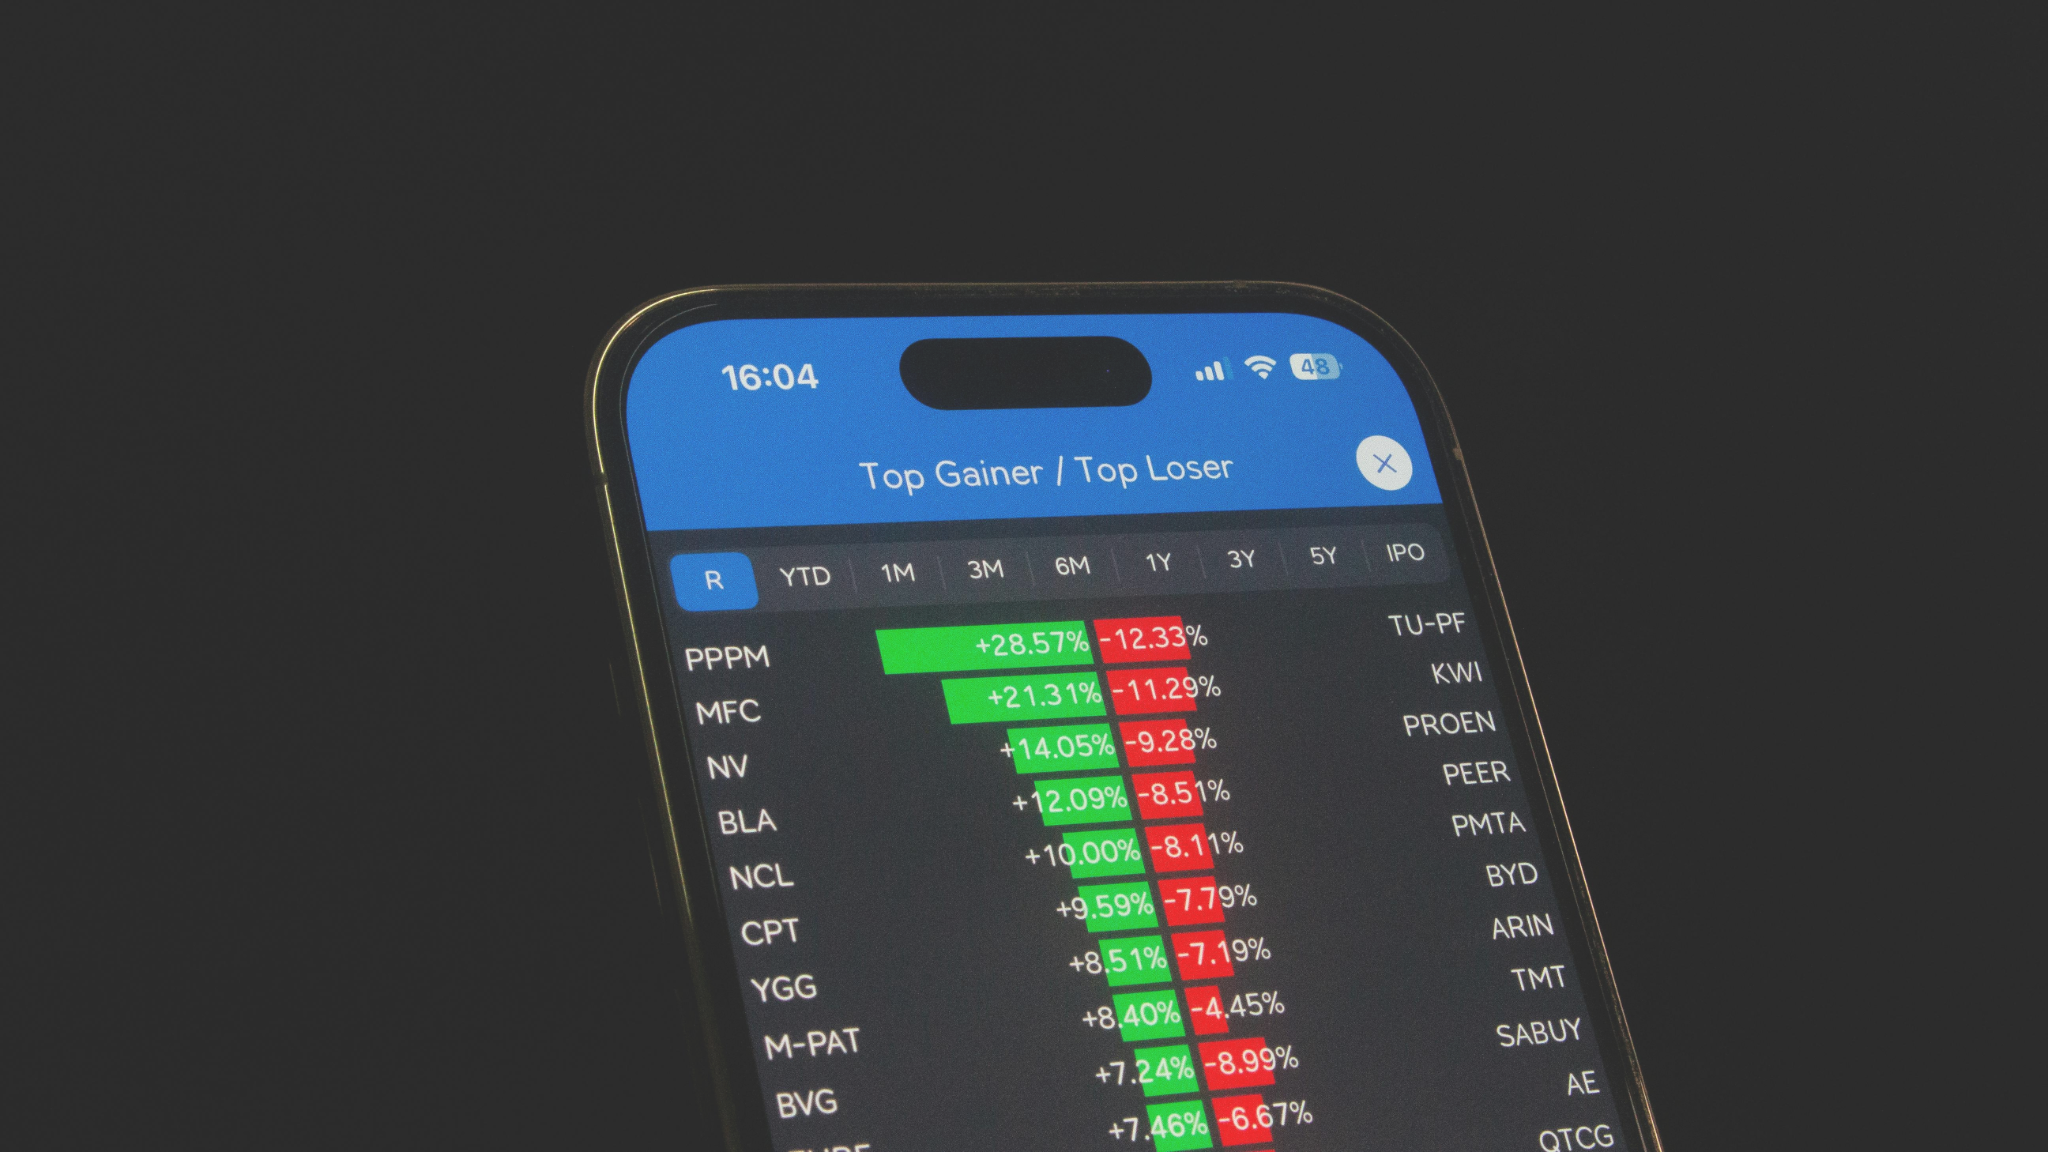 16:04 48
Top Gainer / Top Loser
R YTD 1M 3M 6M 1Y 3Y 5Y IPO
PPPM +28.57% -12.33% TU-PF
MFC +21.31% -11.29% KWI
NV +14.05% -9.28% PROEN
BLA +12.09% -8.51% PEER
NCL +10.00% -8.11% PMTA
CPT +9.59% -7.79% BYD
YGG +8.51% -7.19% ARIN
M-PAT +8.40% -4.45% TMT
BVG +7.24% -8.99% SABUY
+7.46% -6.67% AE
QTCG